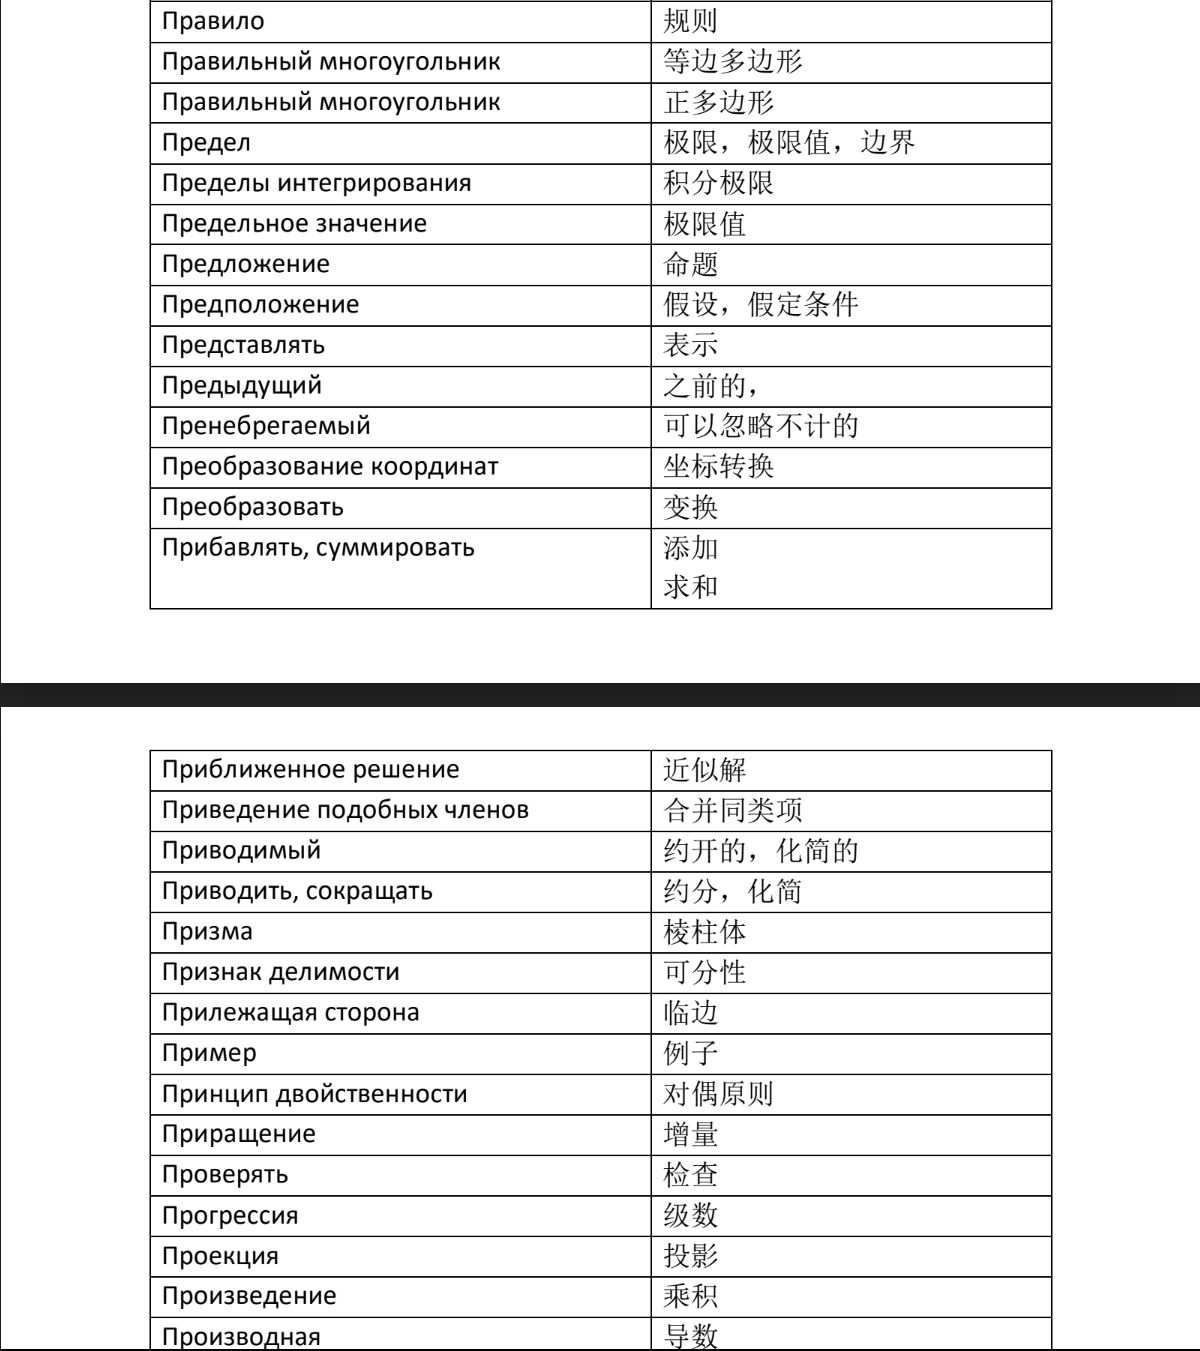 Правило 规则
Правильный многоугольник 等边多边形
Правильный многоугольник 正多边形
Предел 极限，极限值，边界
Пределы интегрирования 积分极限
Предельное значение 极限值
Предложение 命题
Предположение 假设，假定条件
Представлять 表示
Предыдущий 之前的，
Пренебрегаемый 可以忽略不计的
Преобразование координат 坐标转换
Преобразовать 变换
Прибавлять, суммировать 添加
求和
Приближенное решение 近似解
Приведение подобных членов 合并同类项
Приводимый 约开的，化简的
Приводить, сокращать 约分，化简
Призма 棱柱体
Признак делимости 可分性
Прилежащая сторона 临边
Пример 例子
Принцип двойственности 对偶原则
Приращение 增量
Проверять 检查
Прогрессия 级数
Проекция 投影
Произведение 乘积
Производная 导数